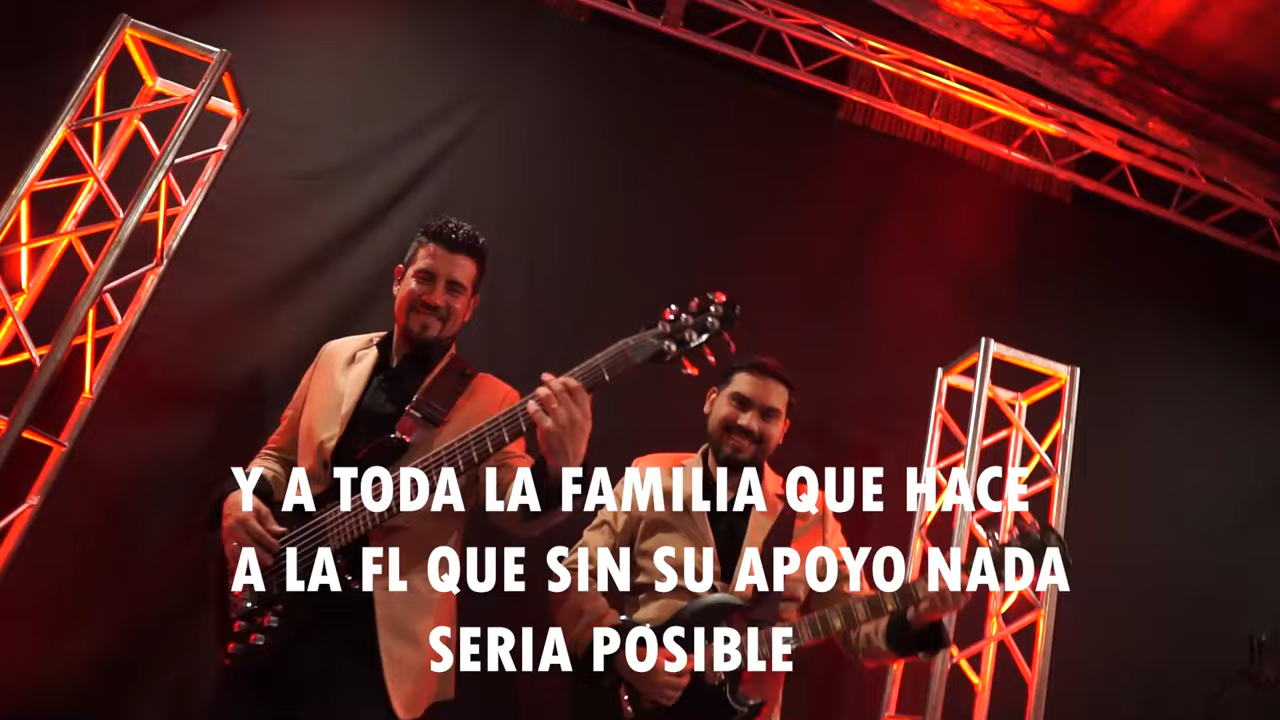 Y A TODA LA FAMILIA QUE HACE
A LA FL QUE SIN SU APOYO NADA
SERIA POSIBLE